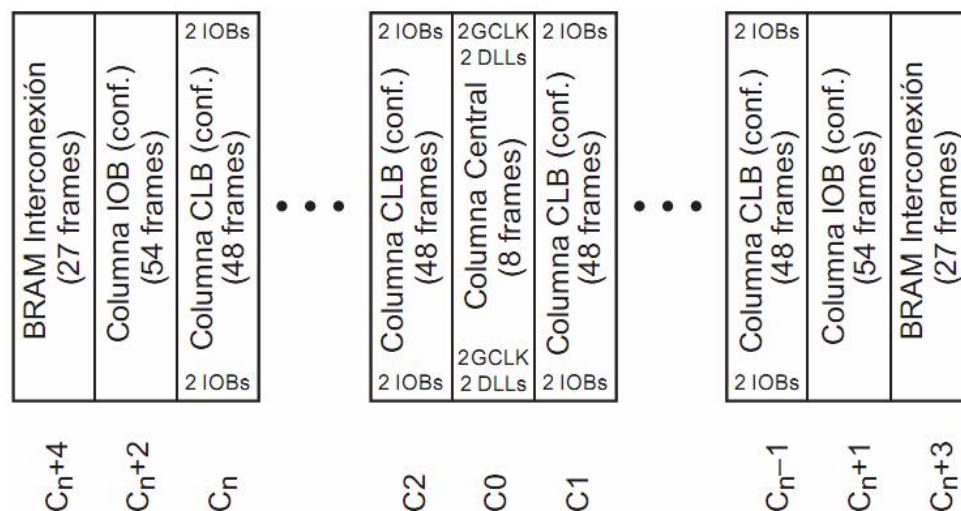 BRAM Interconexión
(27 frames)
Columna IOB (conf.)
(54 frames)
2 IOBs
Columna CLB (conf.)
(48 frames)
2 IOBs
2 IOBs
Columna CLB (conf.)
(48 frames)
2 IOBs
2GCLK
2 DLLs
Columna Central
(8 frames)
2GCLK
2 DLLs
2 IOBs
Columna CLB (conf.)
(48 frames)
2 IOBs
2 IOBs
Columna CLB (conf.)
(48 frames)
2 IOBs
Columna IOB (conf.)
(54 frames)
BRAM Interconexión
(27 frames)
Cn+4
Cn+2
Cn
C2
C0
C1
Cn–1
Cn+1
Cn+3